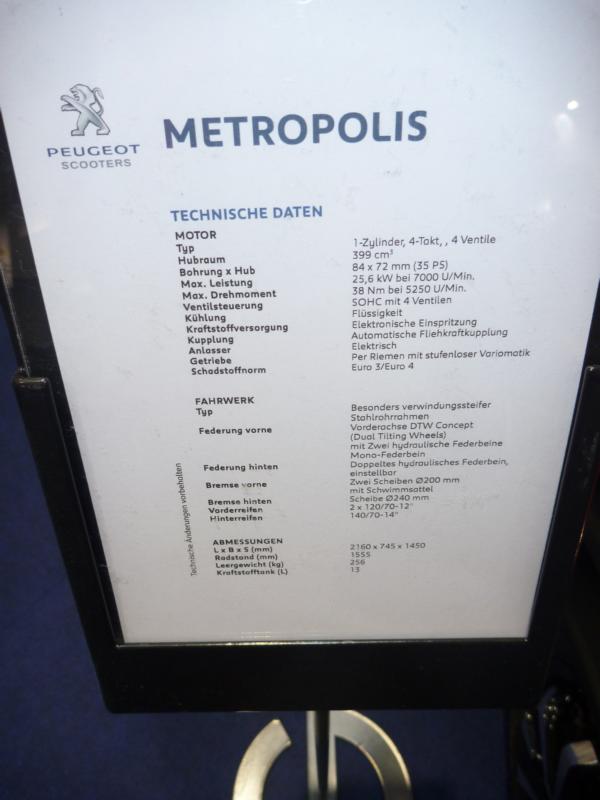 PEUGEOT
SCOOTERS
METROPOLIS
TECHNISCHE DATEN
MOTOR
Typ 1-Zylinder, 4-Takt, , 4 Ventile
Hubraum 399 cm³
Bohrung x Hub 84 x 72 mm (35 PS)
Max. Leistung 25,6 kW bei 7000 U/Min.
Max. Drehmoment 38 Nm bei 5250 U/Min.
Ventilsteuerung SOHC mit 4 Ventilen
Kühlung Flüssigkeit
Kraftstoffversorgung Elektronische Einspritzung
Kupplung Automatische Fliehkraftkupplung
Anlasser Elektrisch
Getriebe Per Riemen mit stufenloser Variomatik
Schadstoffnorm Euro 3/Euro 4
FAHRWERK
Typ Besonders verwindungssteifer
Stahlrohrrahmen
Federung vorne Vorderachse DTW Concept
(Dual Tilting Wheels)
mit Zwei hydraulische Federbeine
Mono-Federbein
Federung hinten Doppeltes hydraulisches Federbein,
einstellbar
Bremse vorne Zwei Scheiben Ø200 mm
mit Schwimmsattel
Bremse hinten Scheibe Ø240 mm
Vorderreifen 2 x 120/70-12"
Hinterreifen 140/70-14"
ABMESSUNGEN
L x B x S (mm) 2160 x 745 x 1450
Radstand (mm) 1555
Leergewicht (kg) 256
Kraftstofftank (L) 13
Technische Änderungen vorbehalten